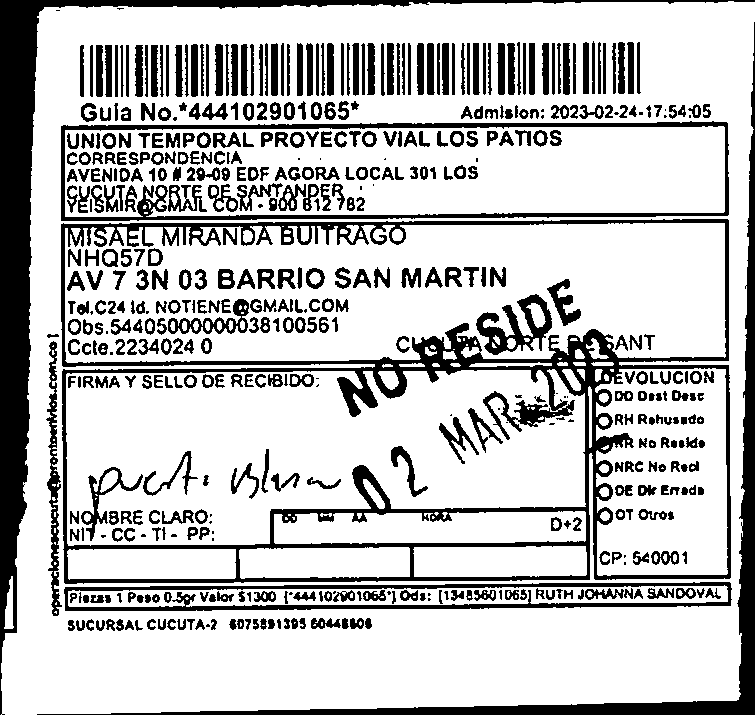 Guia No.*444102901065*
Admision: 2023-02-24-17:54:05
UNION TEMPORAL PROYECTO VIAL LOS PATIOS
CORRESPONDENCIA
AVENIDA 10 # 29-09 EDF AGORA LOCAL 301 LOS
CUCUTA NORTE DE SANTANDER
YEISMIR@GMAIL COM - 900 812 782
MISAEL MIRANDA BUITRAGO
NHQ57D
AV 7 3N 03 BARRIO SAN MARTIN
Tel.C24 Id. NOTIENE@GMAIL.COM
Obs.54405000000038100561
Ccte.2234024 0
CUCUTA NORTE DE SANT
NO RESIDE
02 MAR 2023
FIRMA Y SELLO DE RECIBIDO:
puerta blanca
NOMBRE CLARO:
NIT - CC - TI - PP:
DD MM AA HORA
D+2
DEVOLUCION
DD Dest Desc
RH Rehusado
NR No Reside
NRC No Recl
DE Dir Errada
OT Otros
CP: 540001
Piezas 1 Peso 0.5gr Valor $1300 [*444102901065*] Ods: [13485601065] RUTH JOHANNA SANDOVAL
SUCURSAL CUCUTA-2 6075891395 60448606
operacionescucuta@prontoenvios.com.co